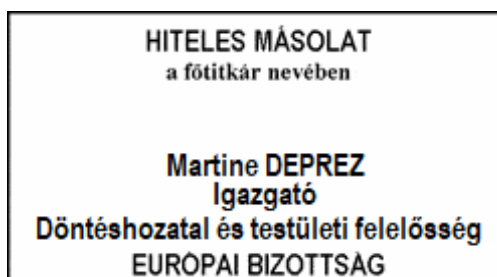 HITELES MÁSOLAT
a főtitkár nevében
Martine DEPREZ
Igazgató
Döntéshozatal és testületi felelősség
EURÓPAI BIZOTTSÁG